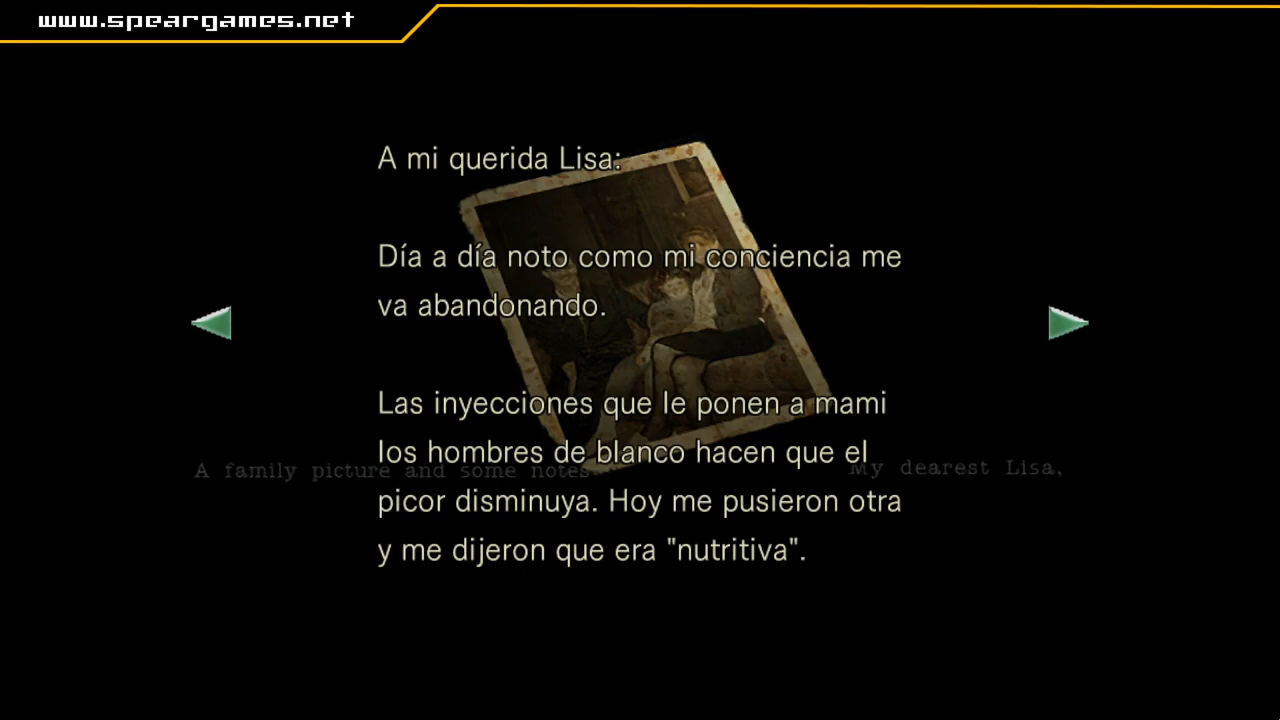 www.speargames.net
A mi querida Lisa:
Día a día noto como mi conciencia me
va abandonando.
Las inyecciones que le ponen a mami
los hombres de blanco hacen que el
A family picture and some notes
My dearest Lisa,
picor disminuya. Hoy me pusieron otra
y me dijeron que era "nutritiva".